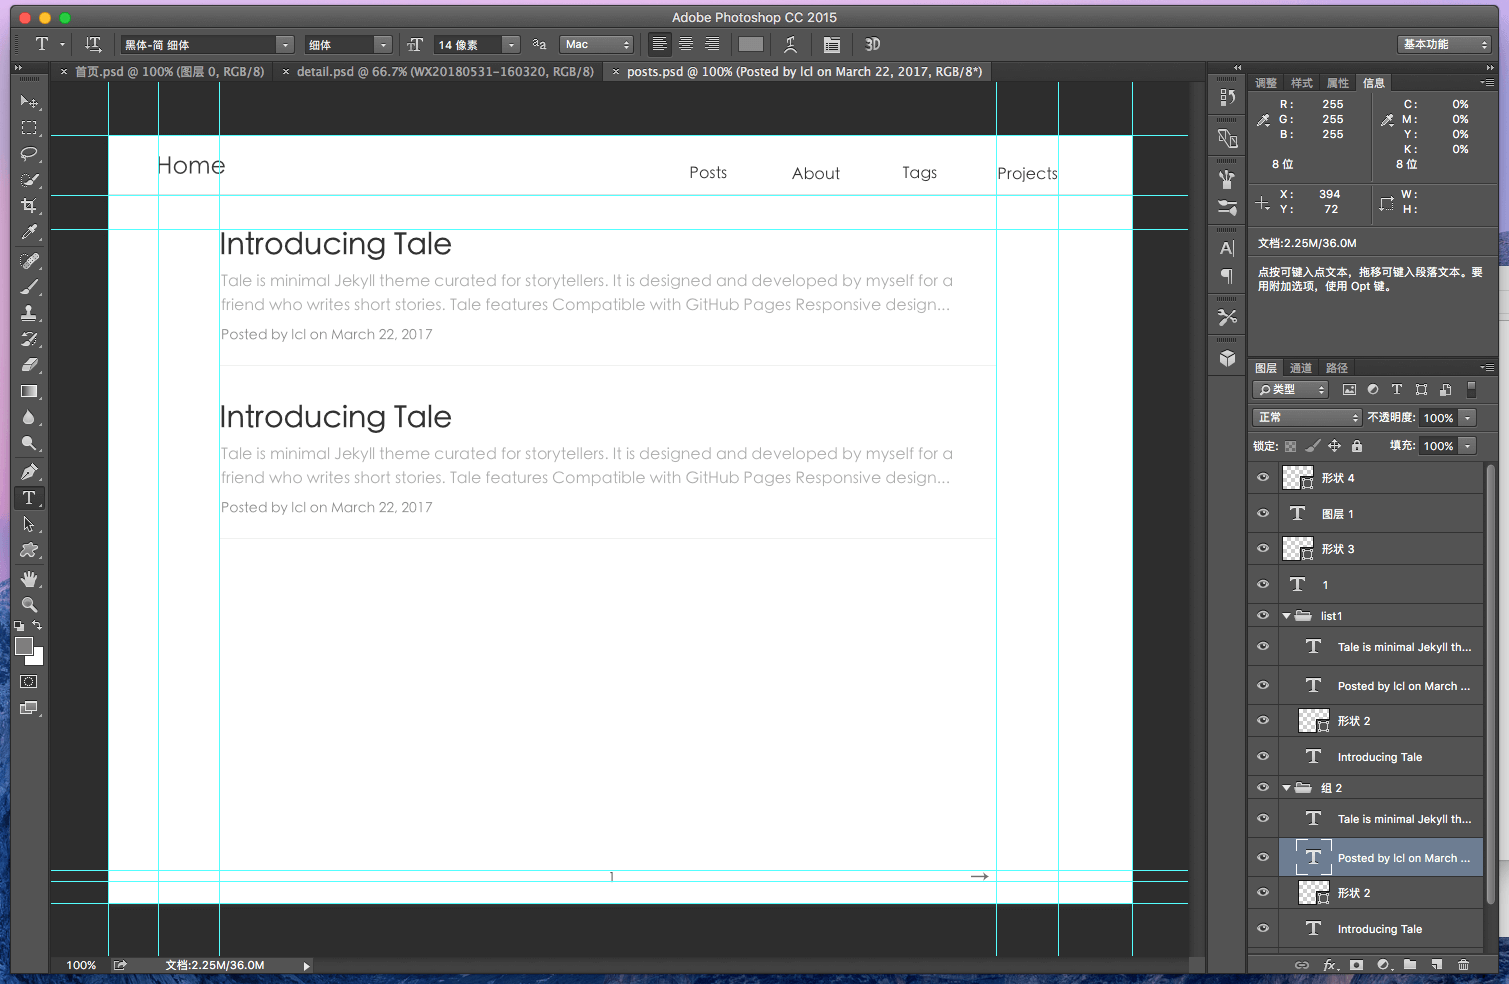 Adobe Photoshop CC 2015
T
黑体-简 细体
细体
14 像素
Mac
3D
基本功能
首页.psd @ 100% (图层 0, RGB/8)
detail.psd @ 66.7% (WX20180531-160320, RGB/8)
posts.psd @ 100% (Posted by lcl on March 22, 2017, RGB/8*)
Home
Posts
About
Tags
Projects
Introducing Tale
Tale is minimal Jekyll theme curated for storytellers. It is designed and developed by myself for a
friend who writes short stories. Tale features Compatible with GitHub Pages Responsive design...
Posted by lcl on March 22, 2017
Introducing Tale
Tale is minimal Jekyll theme curated for storytellers. It is designed and developed by myself for a
friend who writes short stories. Tale features Compatible with GitHub Pages Responsive design...
Posted by lcl on March 22, 2017
1
→
100%
文档:2.25M/36.0M
调整 样式 属性 信息
R: 255 C: 0%
G: 255 M: 0%
B: 255 Y: 0%
K: 0%
8 位 8 位
X: 394 W:
Y: 72 H:
文档:2.25M/36.0M
点按可键入点文本，拖移可键入段落文本。要
用附加选项，使用 Opt 键。
图层 通道 路径
类型
正常 不透明度: 100%
锁定: 填充: 100%
形状 4
图层 1
形状 3
1
list1
Tale is minimal Jekyll th...
Posted by lcl on March ...
形状 2
Introducing Tale
组 2
Tale is minimal Jekyll th...
Posted by lcl on March ...
形状 2
Introducing Tale
fx